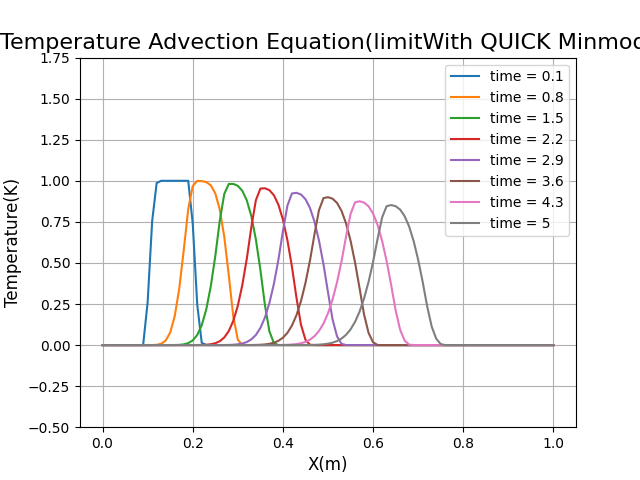 Temperature Advection Equation(limitWith QUICK Minmod
1.75
1.50
1.25
1.00
0.75
0.50
0.25
0.00
−0.25
−0.50
Temperature(K)
time = 0.1
time = 0.8
time = 1.5
time = 2.2
time = 2.9
time = 3.6
time = 4.3
time = 5
0.0 0.2 0.4 0.6 0.8 1.0
X(m)